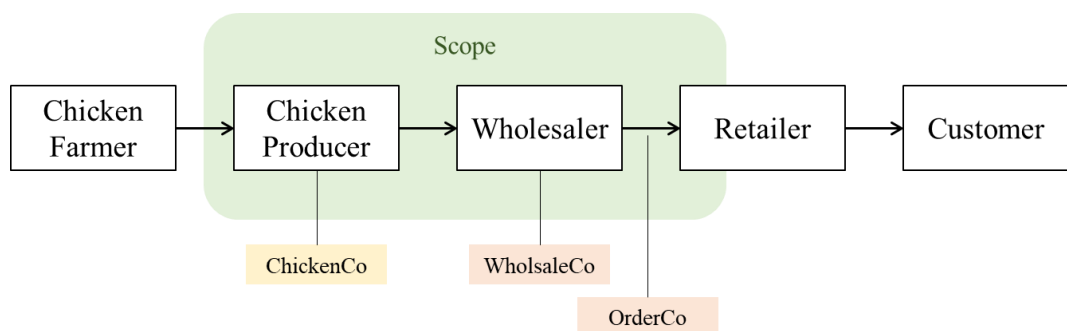 Scope
Chicken
Farmer
Chicken
Producer
Wholesaler
Retailer
Customer
ChickenCo
WholsaleCo
OrderCo